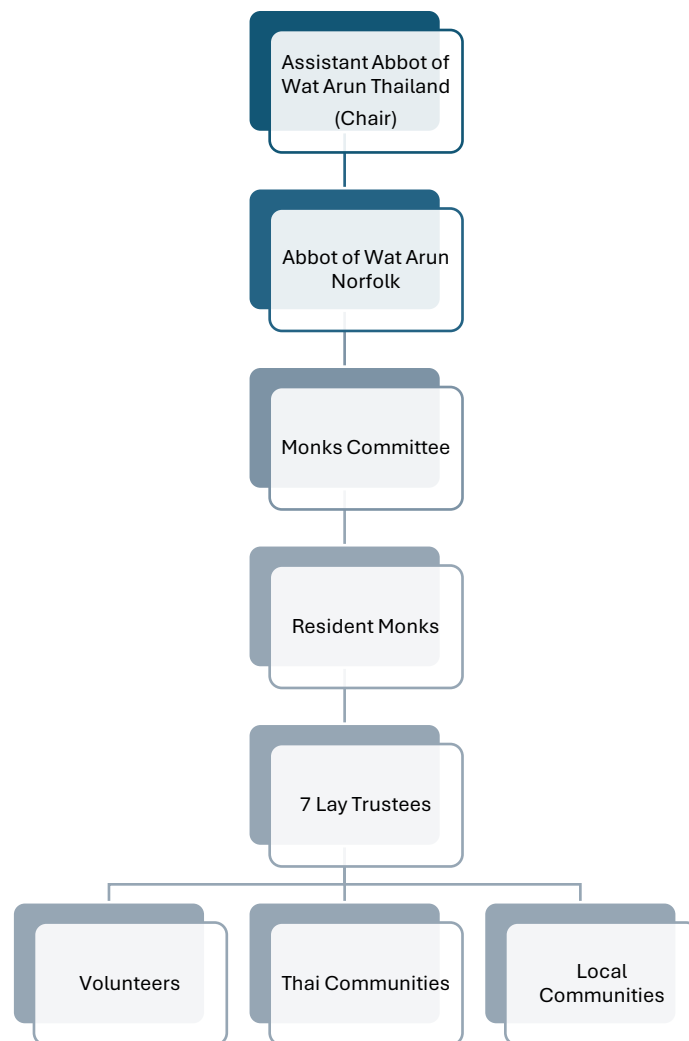 Assistant Abbot of
Wat Arun Thailand
(Chair)
Abbot of Wat Arun
Norfolk
Monks Committee
Resident Monks
7 Lay Trustees
Volunteers
Thai Communities
Local
Communities